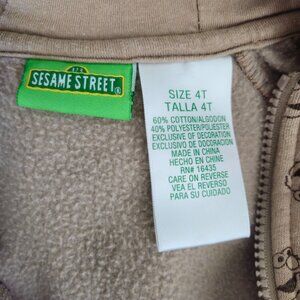 SESAME STREET
SIZE 4T
TALLA 4T
60% COTTON/ALGODON
40% POLYESTER/POLIESTER
EXCLUSIVE OF DECORATION
EXCLUSIVO DE DOCORACION
MADE IN CHINA
HECHO EN CHINE
RN# 16435
CARE ON REVERSE
VEA EL REVERSO
PARA SU CUIDADO